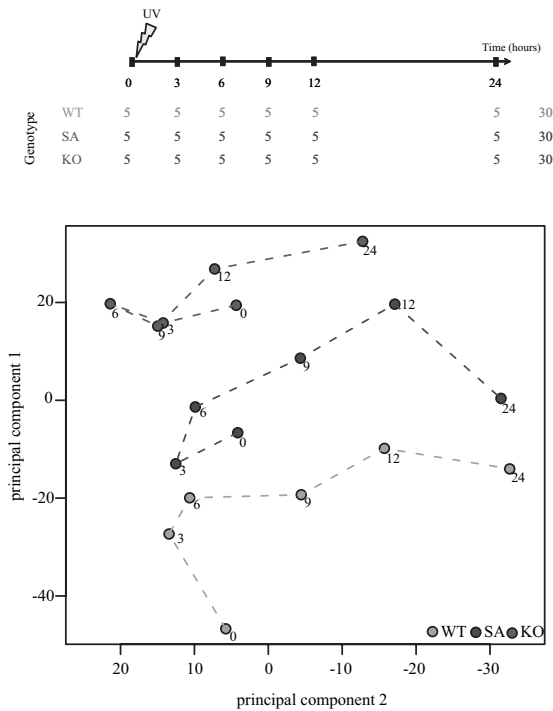 UV
Time (hours)
0 3 6 9 12 24
Genotype
WT 5 5 5 5 5 5 30
SA 5 5 5 5 5 5 30
KO 5 5 5 5 5 5 30
principal component 1
20
0
-20
-40
24
12
6
3
9
0
12
9
24
6
0
3
12
24
6
9
3
0
WT SA KO
20 10 0 -10 -20 -30
principal component 2